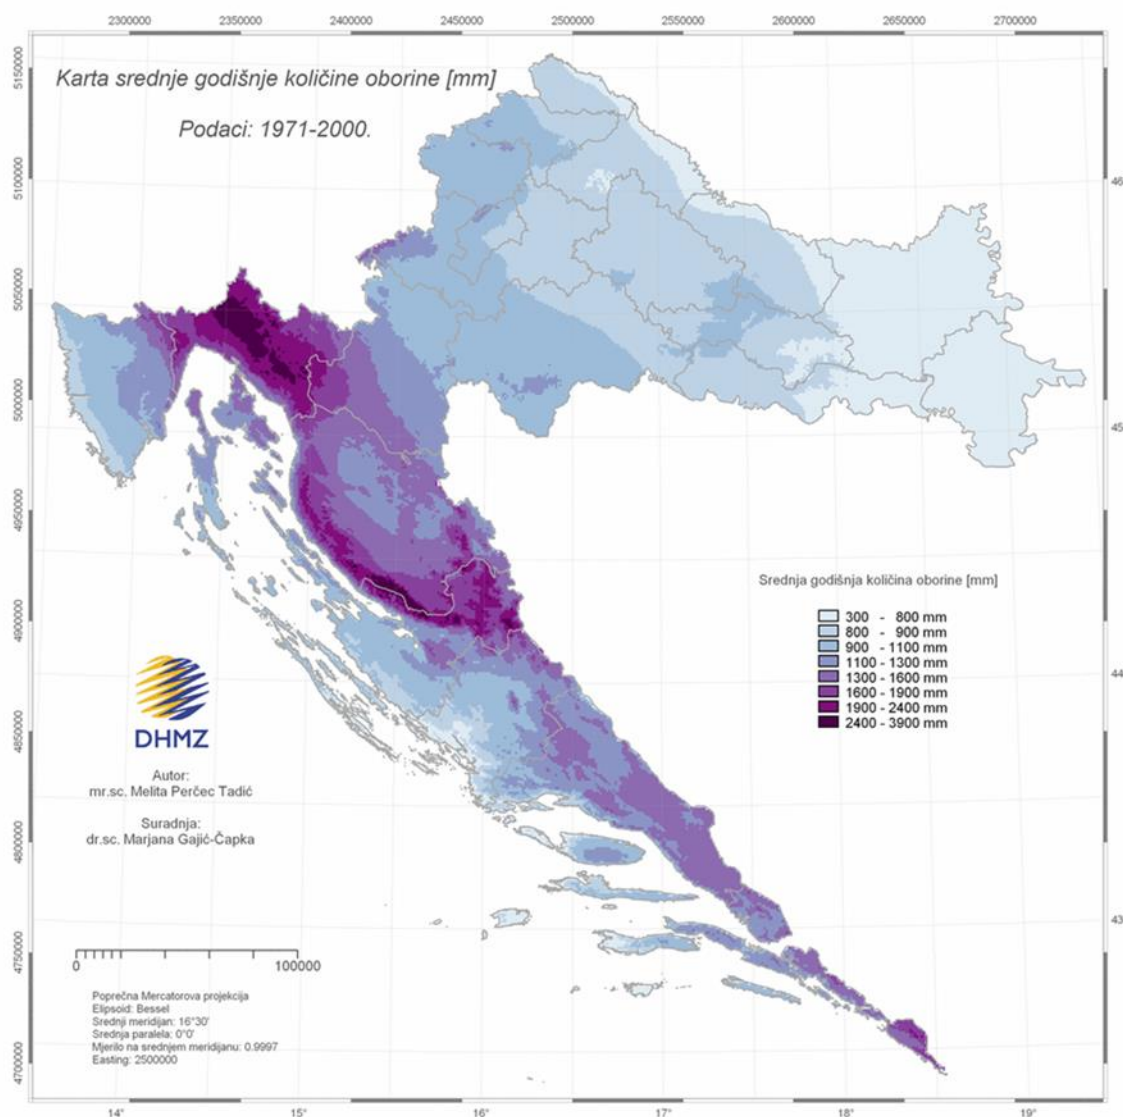 2300000 2350000 2400000 2450000 2500000 2550000 2600000 2650000 2700000
Karta srednje godišnje količine oborine [mm]
Podaci: 1971-2000.
5150000
5100000
5050000
5000000
4950000
4900000
4850000
4800000
4750000
4700000
46
45
44
43
Srednja godišnja količina oborine [mm]
300 - 800 mm
800 - 900 mm
900 - 1100 mm
1100 - 1300 mm
1300 - 1600 mm
1600 - 1900 mm
1900 - 2400 mm
2400 - 3900 mm
DHMZ
Autor:
mr.sc. Melita Perčec Tadić
Suradnja:
dr.sc. Marjana Gajić-Čapka
0 100000
Poprečna Mercatorova projekcija
Elipsoid: Bessel
Srednji meridijan: 16°30'
Srednja paralela: 0°0'
Mjerilo na srednjem meridijanu: 0.9997
Easting: 2500000
14° 15° 16° 17° 18° 19°